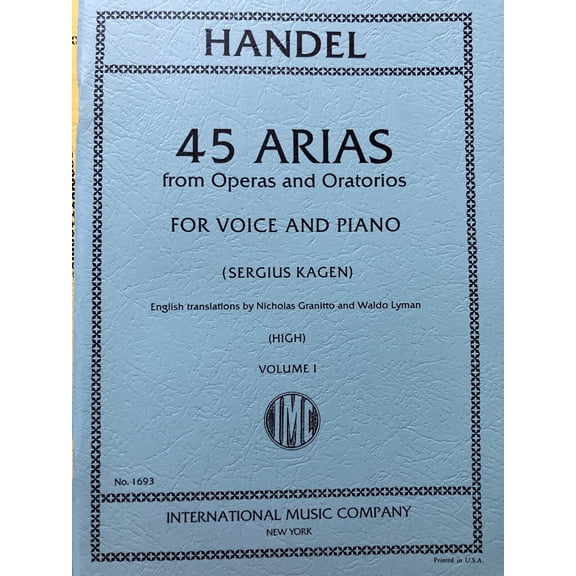 HANDEL
45 ARIAS
from Operas and Oratorios
FOR VOICE AND PIANO
(SERGIUS KAGEN)
English translations by Nicholas Granitto and Waldo Lyman
(HIGH)
VOLUME I
IMC
No. 1693
INTERNATIONAL MUSIC COMPANY
NEW YORK
Printed in U.S.A.